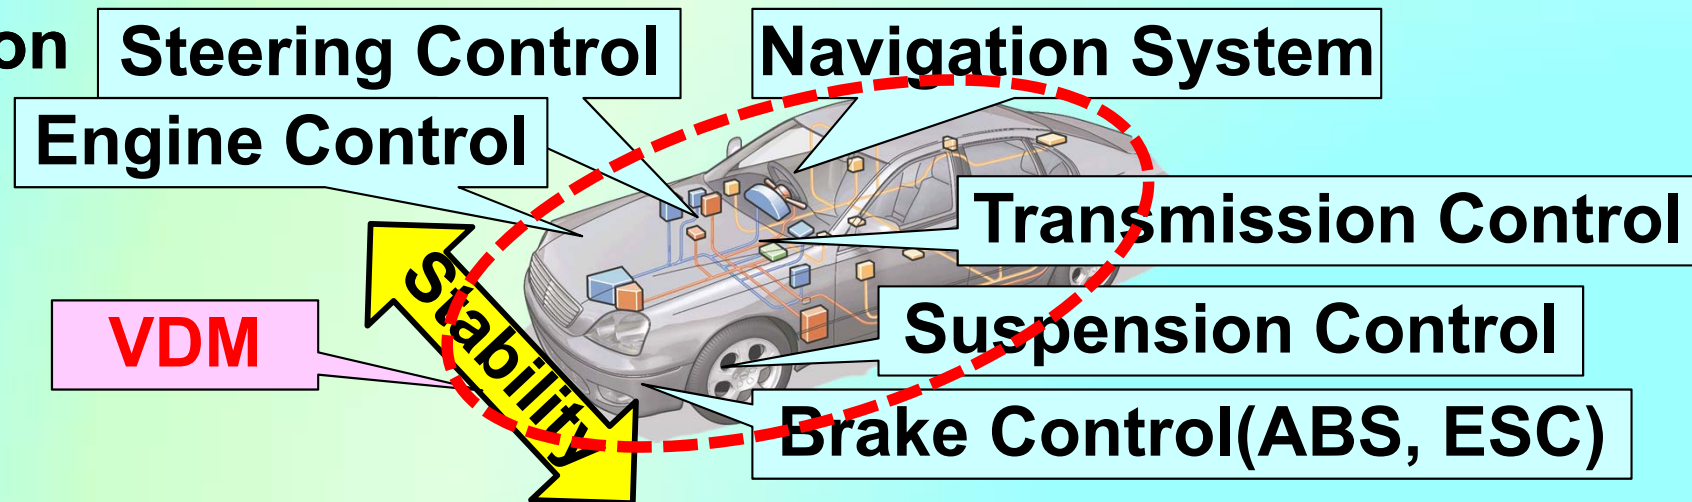 on
Steering Control
Navigation System
Engine Control
Transmission Control
Stability
VDM
Suspension Control
Brake Control(ABS, ESC)